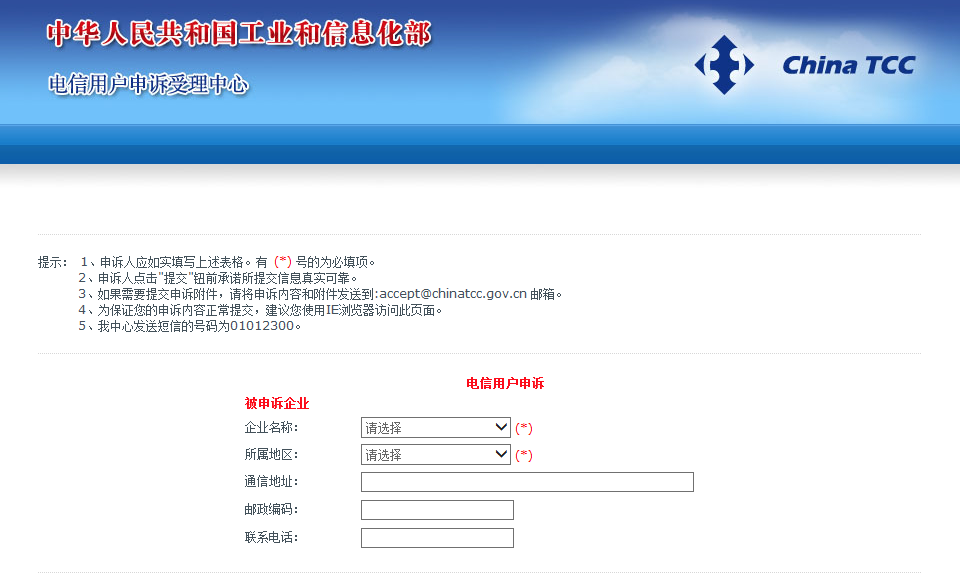 中华人民共和国工业和信息化部
电信用户申诉受理中心
China TCC
提示： 1、申诉人应如实填写上述表格。有 (*) 号的为必填项。
2、申诉人点击"提交"钮前承诺所提交信息真实可靠。
3、如果需要提交申诉附件，请将申诉内容和附件发送到:accept@chinatcc.gov.cn 邮箱。
4、为保证您的申诉内容正常提交，建议您使用IE浏览器访问此页面。
5、我中心发送短信的号码为01012300。
电信用户申诉
被申诉企业
企业名称： 请选择 (*)
所属地区： 请选择 (*)
通信地址：
邮政编码：
联系电话：